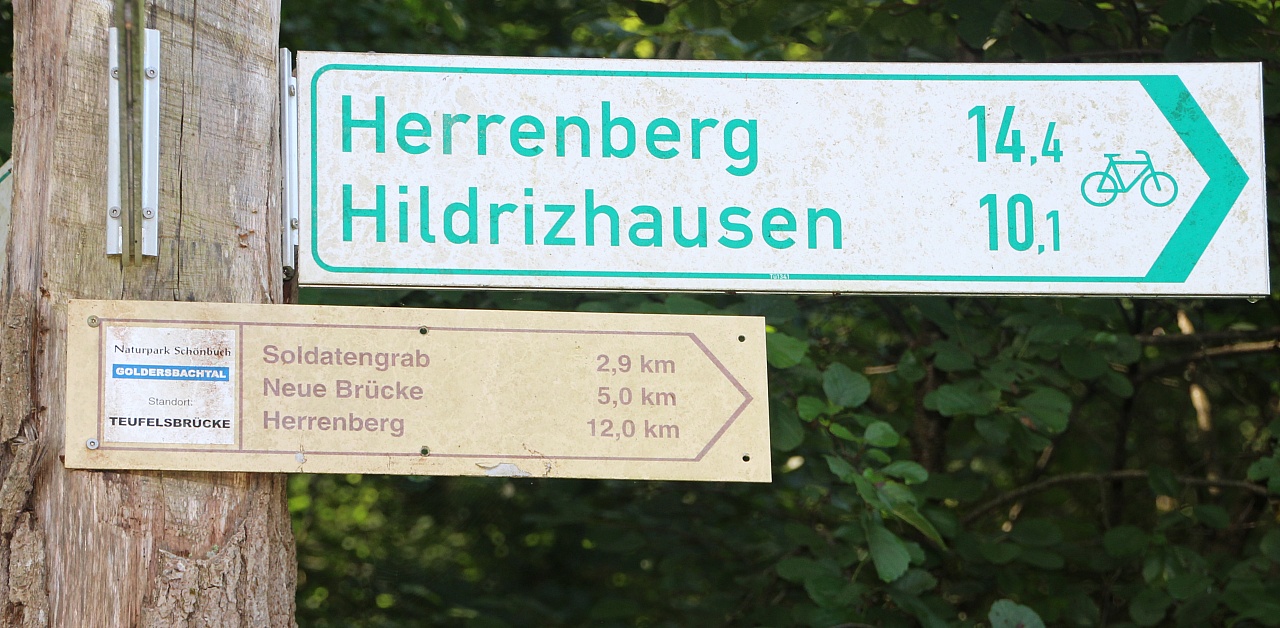 Herrenberg 14,4
Hildrizhausen 10,1
Naturpark Schönbuch
GOLDERSBACHTAL
Standort:
TEUFELSBRÜCKE
Soldatengrab 2,9 km
Neue Brücke 5,0 km
Herrenberg 12,0 km